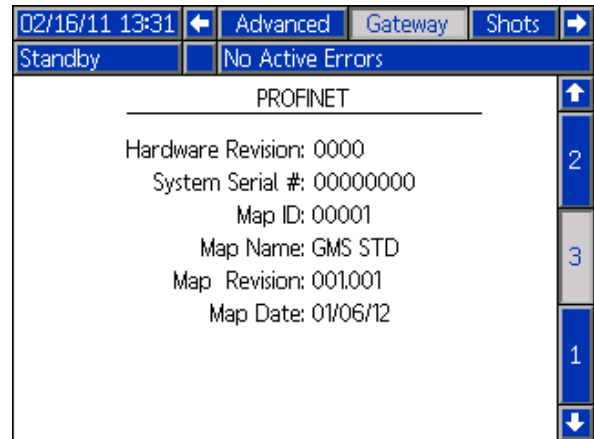 02/16/11 13:31 Advanced Gateway Shots
Standby No Active Errors
PROFINET
Hardware Revision: 0000
2
System Serial #: 00000000
Map ID: 00001
Map Name: GMS STD
3
Map Revision: 001.001
Map Date: 01/06/12
1